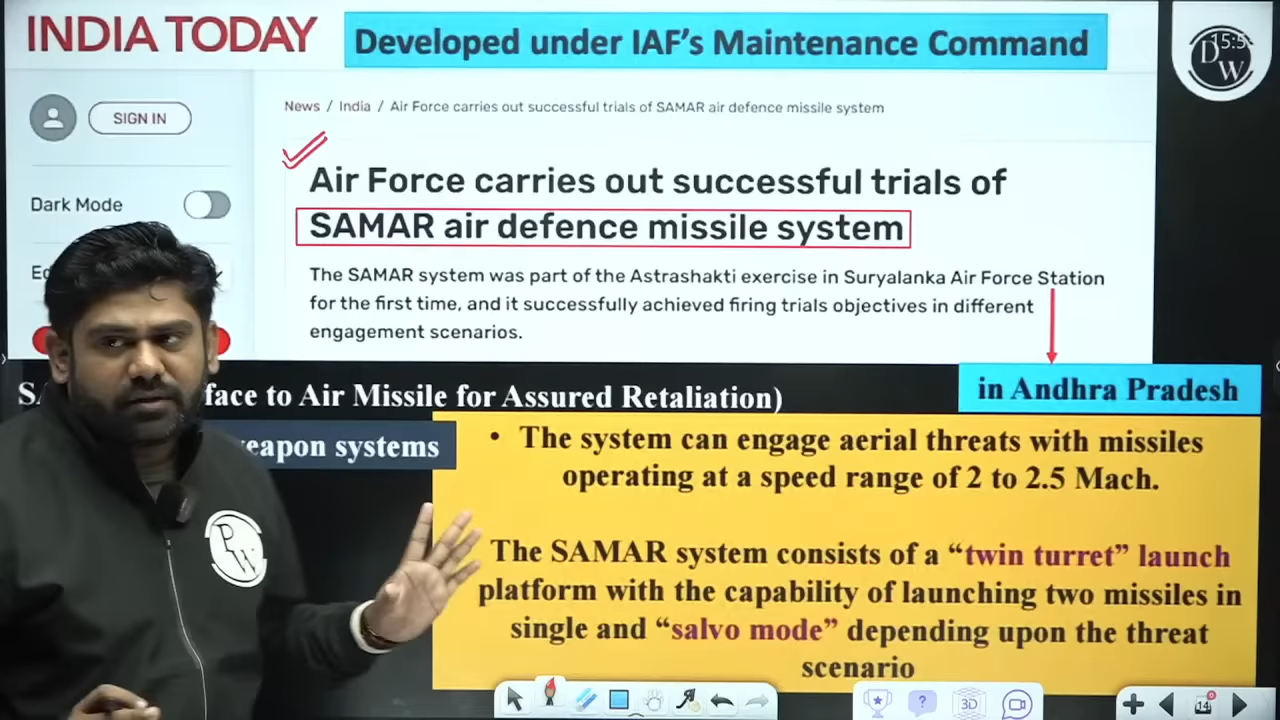 INDIA TODAY
Developed under IAF's Maintenance Command
15:5
PW
SIGN IN
News / India / Air Force carries out successful trials of SAMAR air defence missile system
Dark Mode
Air Force carries out successful trials of
SAMAR air defence missile system
The SAMAR system was part of the Astrashakti exercise in Suryalanka Air Force Station
for the first time, and it successfully achieved firing trials objectives in different
engagement scenarios.
to Air Missile for Assured Retaliation)
in Andhra Pradesh
systems
• The system can engage aerial threats with missiles
operating at a speed range of 2 to 2.5 Mach.
The SAMAR system consists of a “twin turret” launch
platform with the capability of launching two missiles in
single and “salvo mode” depending upon the threat
scenario
PW
3D
14